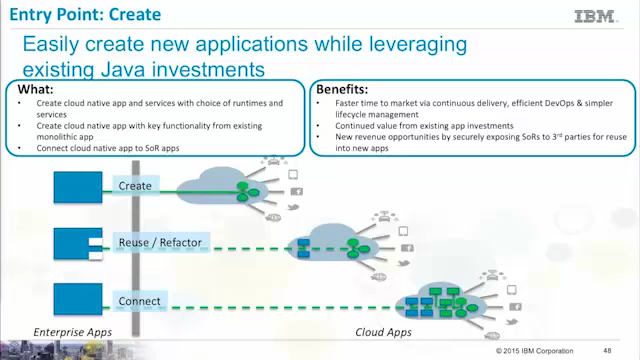 Entry Point: Create
IBM
Easily create new applications while leveraging
existing Java investments
What:
• Create cloud native app and services with choice of runtimes and
services
• Create cloud native app with key functionality from existing
monolithic app
• Connect cloud native app to SoR apps
Benefits:
• Faster time to market via continuous delivery, efficient DevOps & simpler
lifecycle management
• Continued value from existing app investments
• New revenue opportunities by securely exposing SoRs to 3rd parties for reuse
into new apps
Create
Reuse / Refactor
Connect
Enterprise Apps
Cloud Apps
© 2015 IBM Corporation
48